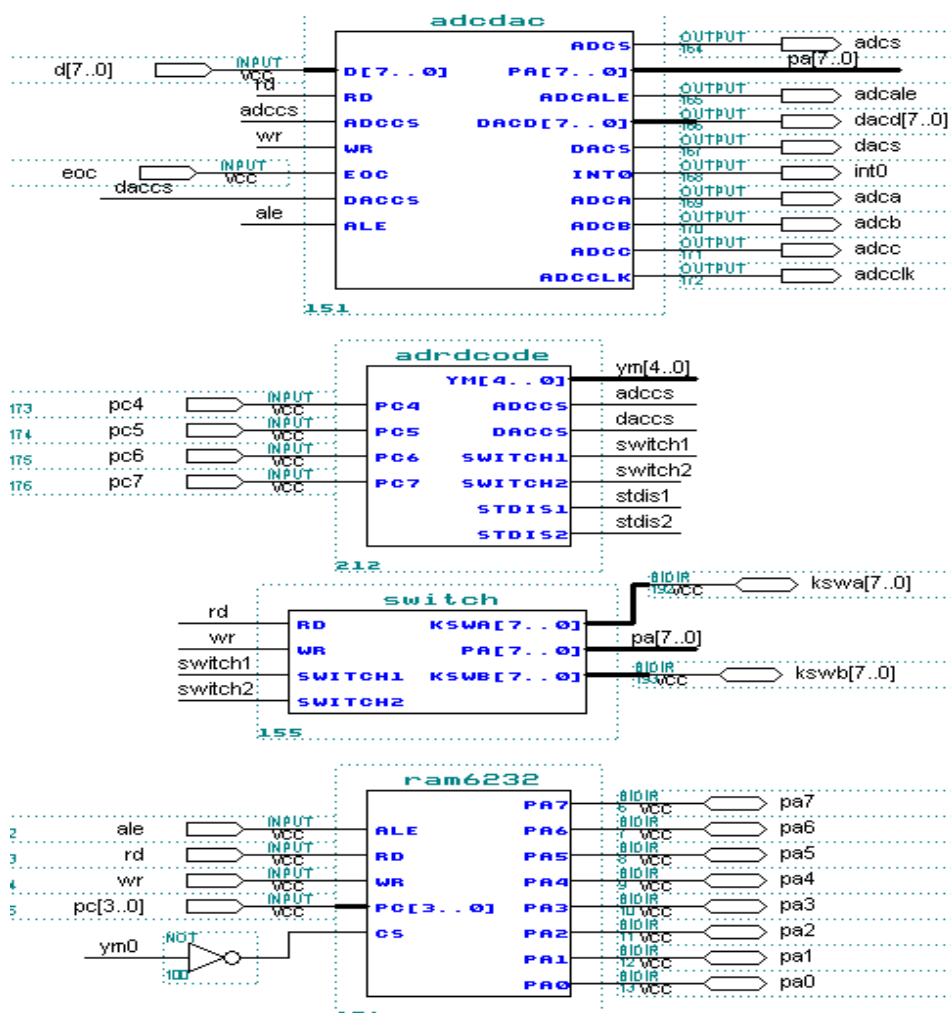 adcdac
d[7..0] INPUT VCC D[7..0] ADCS OUTPUT 164 adcs
rd RD PA[7..0] pa[7..0]
adccs ADCCS ADCALE OUTPUT 165 adcale
wr WR DACD[7..0] OUTPUT 166 dacd[7..0]
eoc INPUT VCC EOC DACS OUTPUT 167 dacs
daccs DACCS INT0 OUTPUT 168 int0
ale ALE ADCA OUTPUT 169 adca
ADCB OUTPUT 170 adcb
ADCC OUTPUT 171 adcc
ADCCLK OUTPUT 172 adcclk
151
adrdcode
YM[4..0] ym[4..0]
173 pc4 INPUT VCC PC4 ADCCS adccs
174 pc5 INPUT VCC PC5 DACCS daccs
175 pc6 INPUT VCC PC6 SWITCH1 switch1
176 pc7 INPUT VCC PC7 SWITCH2 switch2
STDIS1 stdis1
STDIS2 stdis2
212
switch
rd RD KSWA[7..0] BIDIR 192 VCC kswa[7..0]
wr WR PA[7..0] pa[7..0]
switch1 SWITCH1 KSWB[7..0] BIDIR 193 VCC kswb[7..0]
switch2 SWITCH2
155
ram6232
PA7 BIDIR 6 VCC pa7
2 ale INPUT VCC ALE PA6 BIDIR 7 VCC pa6
3 rd INPUT VCC RD PA5 BIDIR 8 VCC pa5
4 wr INPUT VCC WR PA4 BIDIR 9 VCC pa4
5 pc[3..0] INPUT VCC PC[3..0] PA3 BIDIR 10 VCC pa3
ym0 NOT 100 CS PA2 BIDIR 11 VCC pa2
PA1 BIDIR 12 VCC pa1
PA0 BIDIR 13 VCC pa0